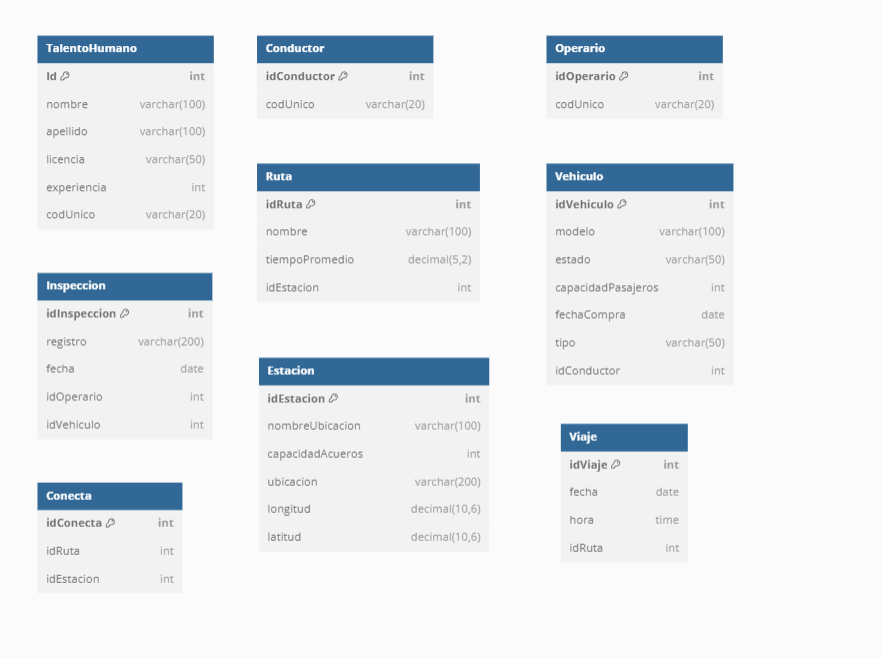 TalentoHumano
Id int
nombre varchar(100)
apellido varchar(100)
licencia varchar(50)
experiencia int
codUnico varchar(20)
Conductor
idConductor int
codUnico varchar(20)
Operario
idOperario int
codUnico varchar(20)
Ruta
idRuta int
nombre varchar(100)
tiempoPromedio decimal(5,2)
idEstacion int
Vehiculo
idVehiculo int
modelo varchar(100)
estado varchar(50)
capacidadPasajeros int
fechaCompra date
tipo varchar(50)
idConductor int
Inspeccion
idInspeccion int
registro varchar(200)
fecha date
idOperario int
idVehiculo int
Estacion
idEstacion int
nombreUbicacion varchar(100)
capacidadAcueros int
ubicacion varchar(200)
longitud decimal(10,6)
latitud decimal(10,6)
Viaje
idViaje int
fecha date
hora time
idRuta int
Conecta
idConecta int
idRuta int
idEstacion int